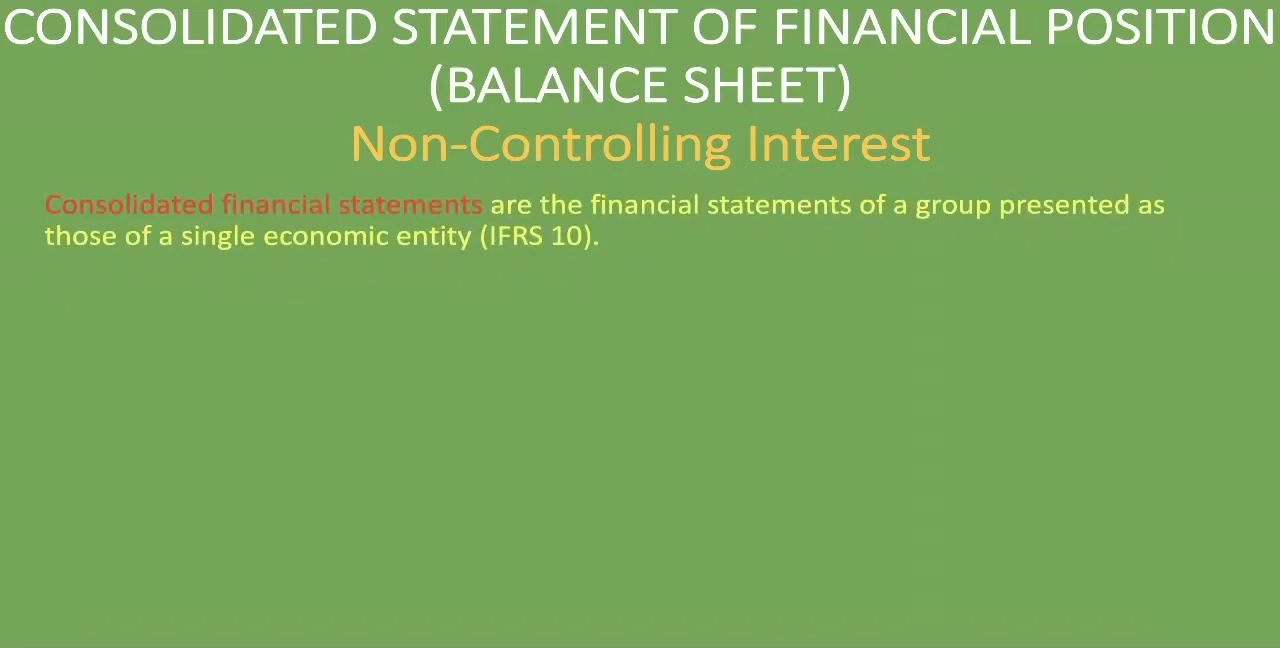 CONSOLIDATED STATEMENT OF FINANCIAL POSITION
(BALANCE SHEET)
Non-Controlling Interest
Consolidated financial statements are the financial statements of a group presented as
those of a single economic entity (IFRS 10).